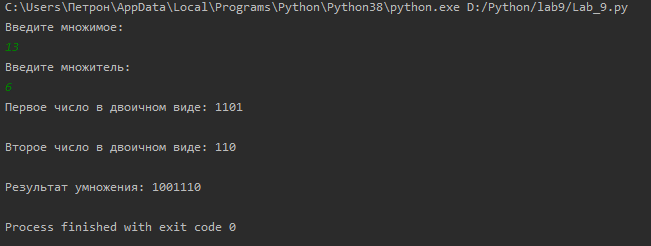 C:\Users\Петрон\AppData\Local\Programs\Python\Python38\python.exe D:/Python/lab9/Lab_9.py
Введите множимое:
13
Введите множитель:
6
Первое число в двоичном виде: 1101
Второе число в двоичном виде: 110
Результат умножения: 1001110
Process finished with exit code 0